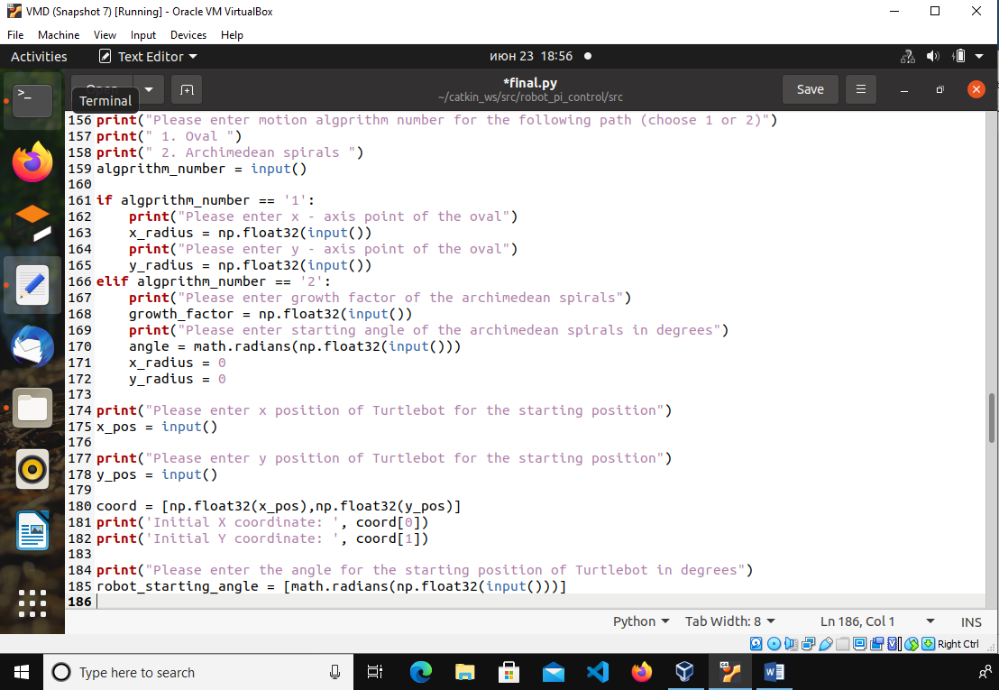 VMD (Snapshot 7) [Running] - Oracle VM VirtualBox
File Machine View Input Devices Help
Activities Text Editor июн 23 18:56
Open *final.py Save
~/catkin_ws/src/robot_pi_control/src
Terminal
156 print("Please enter motion algprithm number for the following path (choose 1 or 2)")
157 print(" 1. Oval ")
158 print(" 2. Archimedean spirals ")
159 algprithm_number = input()
160
161 if algprithm_number == '1':
162     print("Please enter x - axis point of the oval")
163     x_radius = np.float32(input())
164     print("Please enter y - axis point of the oval")
165     y_radius = np.float32(input())
166 elif algprithm_number == '2':
167     print("Please enter growth factor of the archimedean spirals")
168     growth_factor = np.float32(input())
169     print("Please enter starting angle of the archimedean spirals in degrees")
170     angle = math.radians(np.float32(input()))
171     x_radius = 0
172     y_radius = 0
173
174 print("Please enter x position of Turtlebot for the starting position")
175 x_pos = input()
176
177 print("Please enter y position of Turtlebot for the starting position")
178 y_pos = input()
179
180 coord = [np.float32(x_pos),np.float32(y_pos)]
181 print('Initial X coordinate: ', coord[0])
182 print('Initial Y coordinate: ', coord[1])
183
184 print("Please enter the angle for the starting position of Turtlebot in degrees")
185 robot_starting_angle = [math.radians(np.float32(input()))]
186
Python Tab Width: 8 Ln 186, Col 1 INS
Right Ctrl
Type here to search